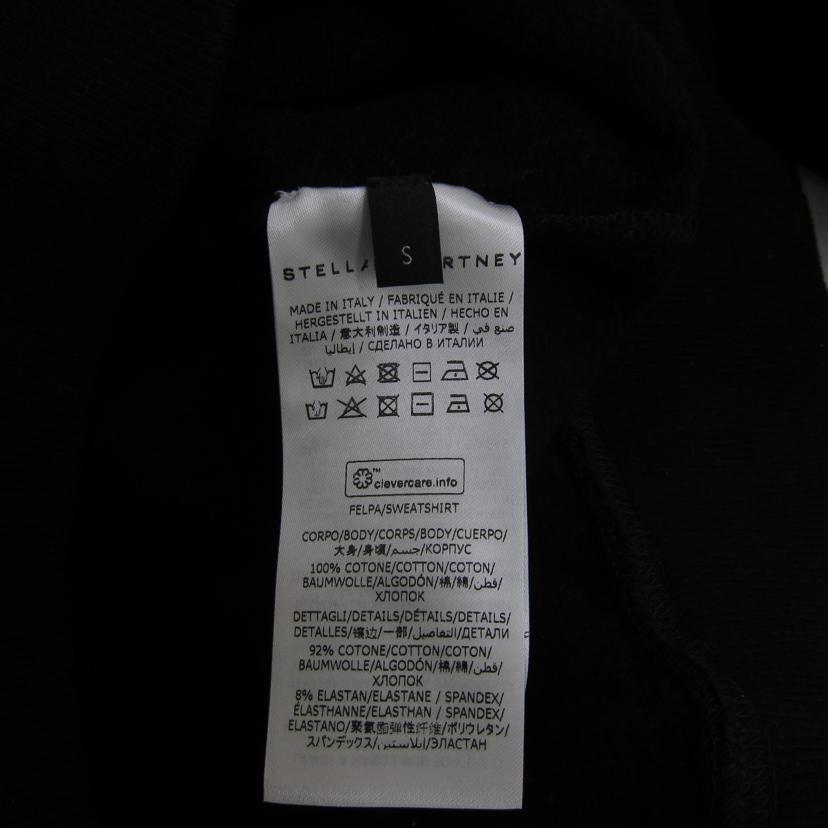 S
STELLA RTNEY
MADE IN ITALY / FABRIQUÉ EN ITALIE /
HERGESTELLT IN ITALIEN / HECHO EN
ITALIA / 意大利制造 / イタリア製 / صنع في
إيطاليا / СДЕЛАНО В ИТАЛИИ
™ clevercare.info
FELPA/SWEATSHIRT
CORPO/BODY/CORPS/BODY/CUERPO/
大身/身頃/جسم/КОРПУС
100% COTONE/COTTON/COTON/
BAUMWOLLE/ALGODÓN/棉/綿/قطن/
ХЛОПОК
DETTAGLI/DETAILS/DÉTAILS/DETAILS/
DETALLES/镶边/一部/التفاصيل/ДЕТАЛИ
92% COTONE/COTTON/COTON/
BAUMWOLLE/ALGODÓN/棉/綿/قطن/
ХЛОПОК
8% ELASTAN/ELASTANE / SPANDEX/
ÉLASTHANNE/ELASTHAN / SPANDEX/
ELASTANO/聚氨酯弹性纤维/ポリウレタン/
スパンデックス/إيلاستين/ЭЛАСТАН